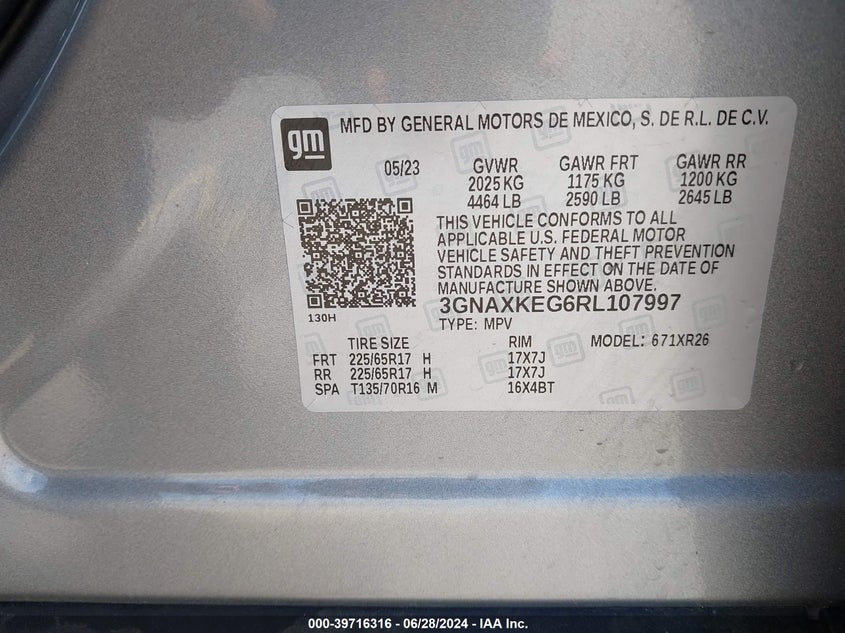 gm
MFD BY GENERAL MOTORS DE MEXICO, S. DE R.L. DE C.V.
05/23 GVWR GAWR FRT GAWR RR
2025 KG 1175 KG 1200 KG
4464 LB 2590 LB 2645 LB
THIS VEHICLE CONFORMS TO ALL
APPLICABLE U.S. FEDERAL MOTOR
VEHICLE SAFETY AND THEFT PREVENTION
STANDARDS IN EFFECT ON THE DATE OF
MANUFACTURE SHOWN ABOVE.
130H
3GNAXKEG6RL107997
TYPE: MPV
TIRE SIZE RIM MODEL: 671XR26
FRT 225/65R17 H 17X7J
RR 225/65R17 H 17X7J
SPA T135/70R16 M 16X4BT
000-39716316 - 06/28/2024 - IAA Inc.